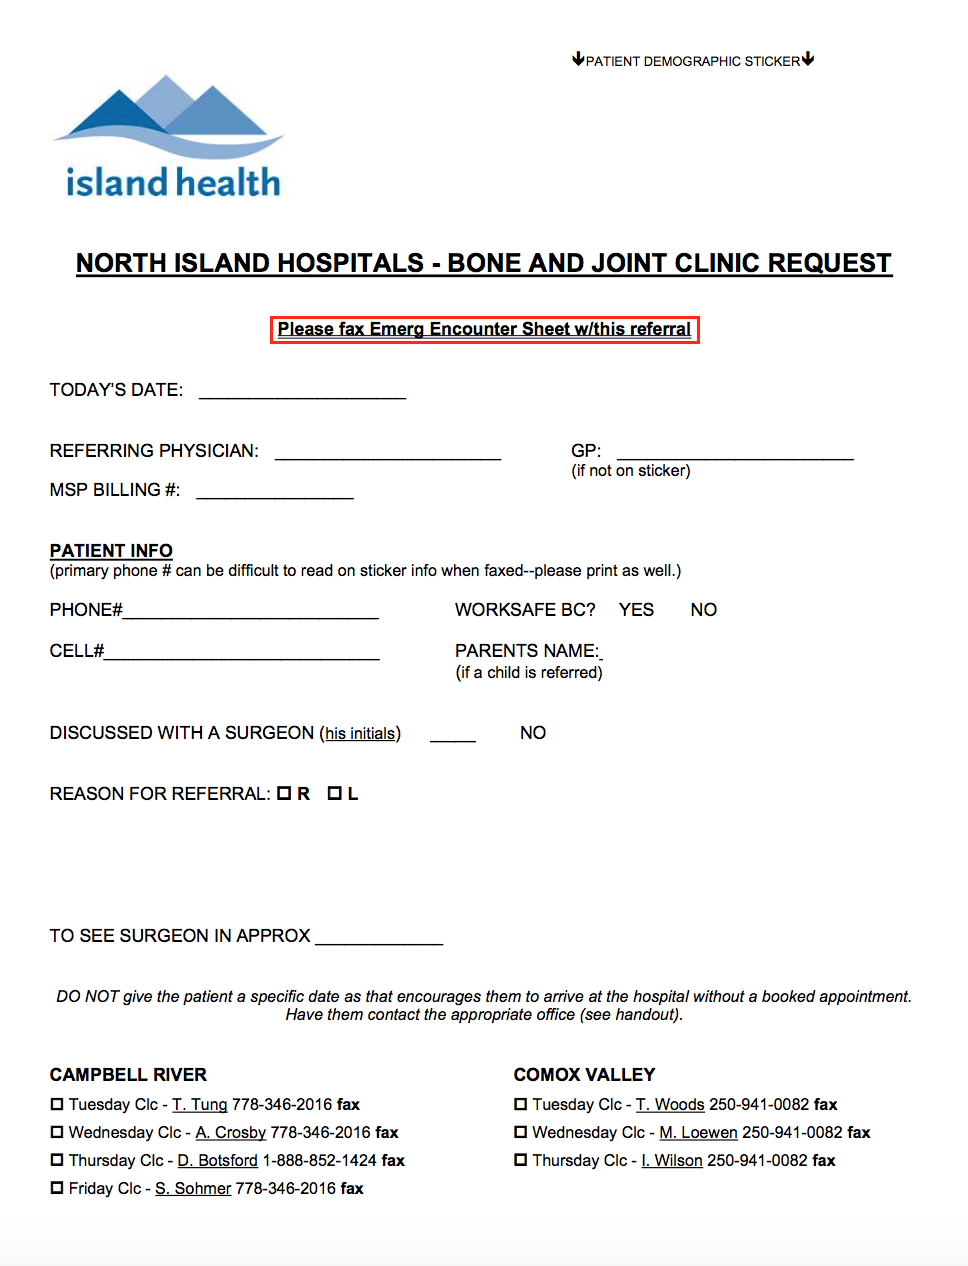 🡻PATIENT DEMOGRAPHIC STICKER🡻
island health
NORTH ISLAND HOSPITALS - BONE AND JOINT CLINIC REQUEST
Please fax Emerg Encounter Sheet w/this referral
TODAY'S DATE: ____________________
REFERRING PHYSICIAN: ______________________ GP: _______________________
(if not on sticker)
MSP BILLING #: _______________
PATIENT INFO
(primary phone # can be difficult to read on sticker info when faxed--please print as well.)
PHONE#_________________________ WORKSAFE BC? YES NO
CELL#___________________________ PARENTS NAME:_
(if a child is referred)
DISCUSSED WITH A SURGEON (his initials) ____ NO
REASON FOR REFERRAL: ☐ R ☐ L
TO SEE SURGEON IN APPROX ____________
DO NOT give the patient a specific date as that encourages them to arrive at the hospital without a booked appointment.
Have them contact the appropriate office (see handout).
CAMPBELL RIVER
☐ Tuesday Clc - T. Tung 778-346-2016 fax
☐ Wednesday Clc - A. Crosby 778-346-2016 fax
☐ Thursday Clc - D. Botsford 1-888-852-1424 fax
☐ Friday Clc - S. Sohmer 778-346-2016 fax
COMOX VALLEY
☐ Tuesday Clc - T. Woods 250-941-0082 fax
☐ Wednesday Clc - M. Loewen 250-941-0082 fax
☐ Thursday Clc - I. Wilson 250-941-0082 fax